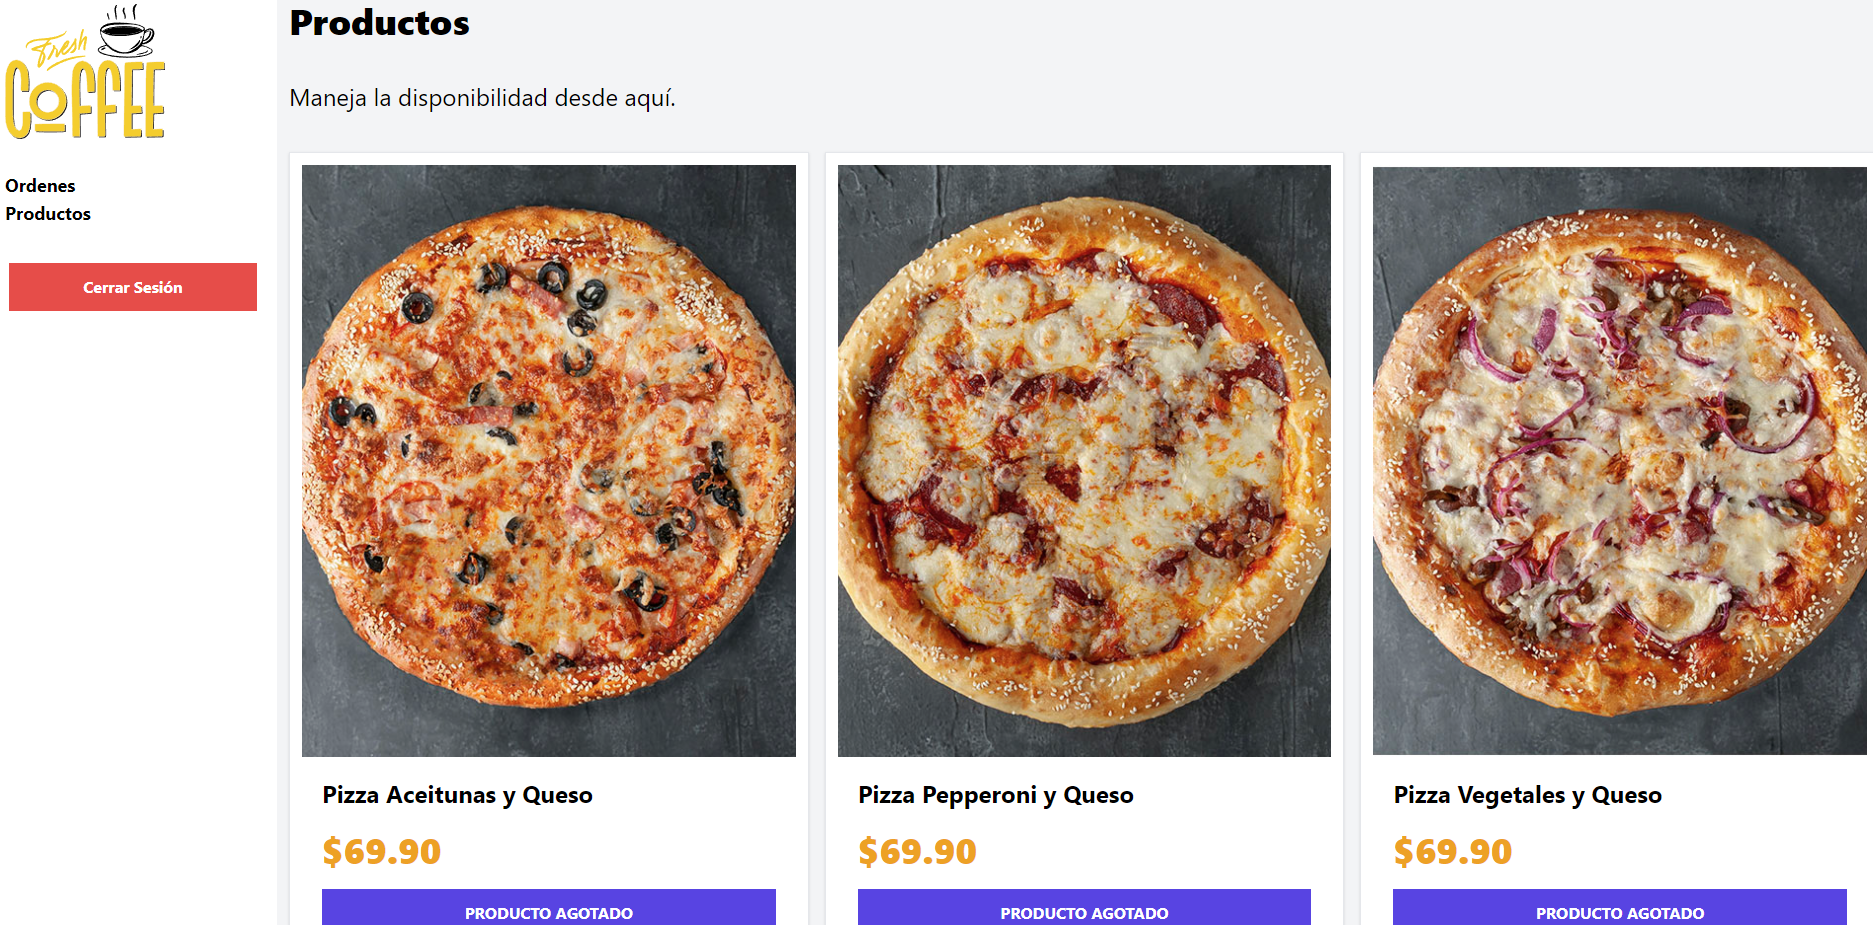 Fresh
COFFEE
Ordenes
Productos
Cerrar Sesión
Productos
Maneja la disponibilidad desde aquí.
Pizza Aceitunas y Queso
$69.90
PRODUCTO AGOTADO
Pizza Pepperoni y Queso
$69.90
PRODUCTO AGOTADO
Pizza Vegetales y Queso
$69.90
PRODUCTO AGOTADO